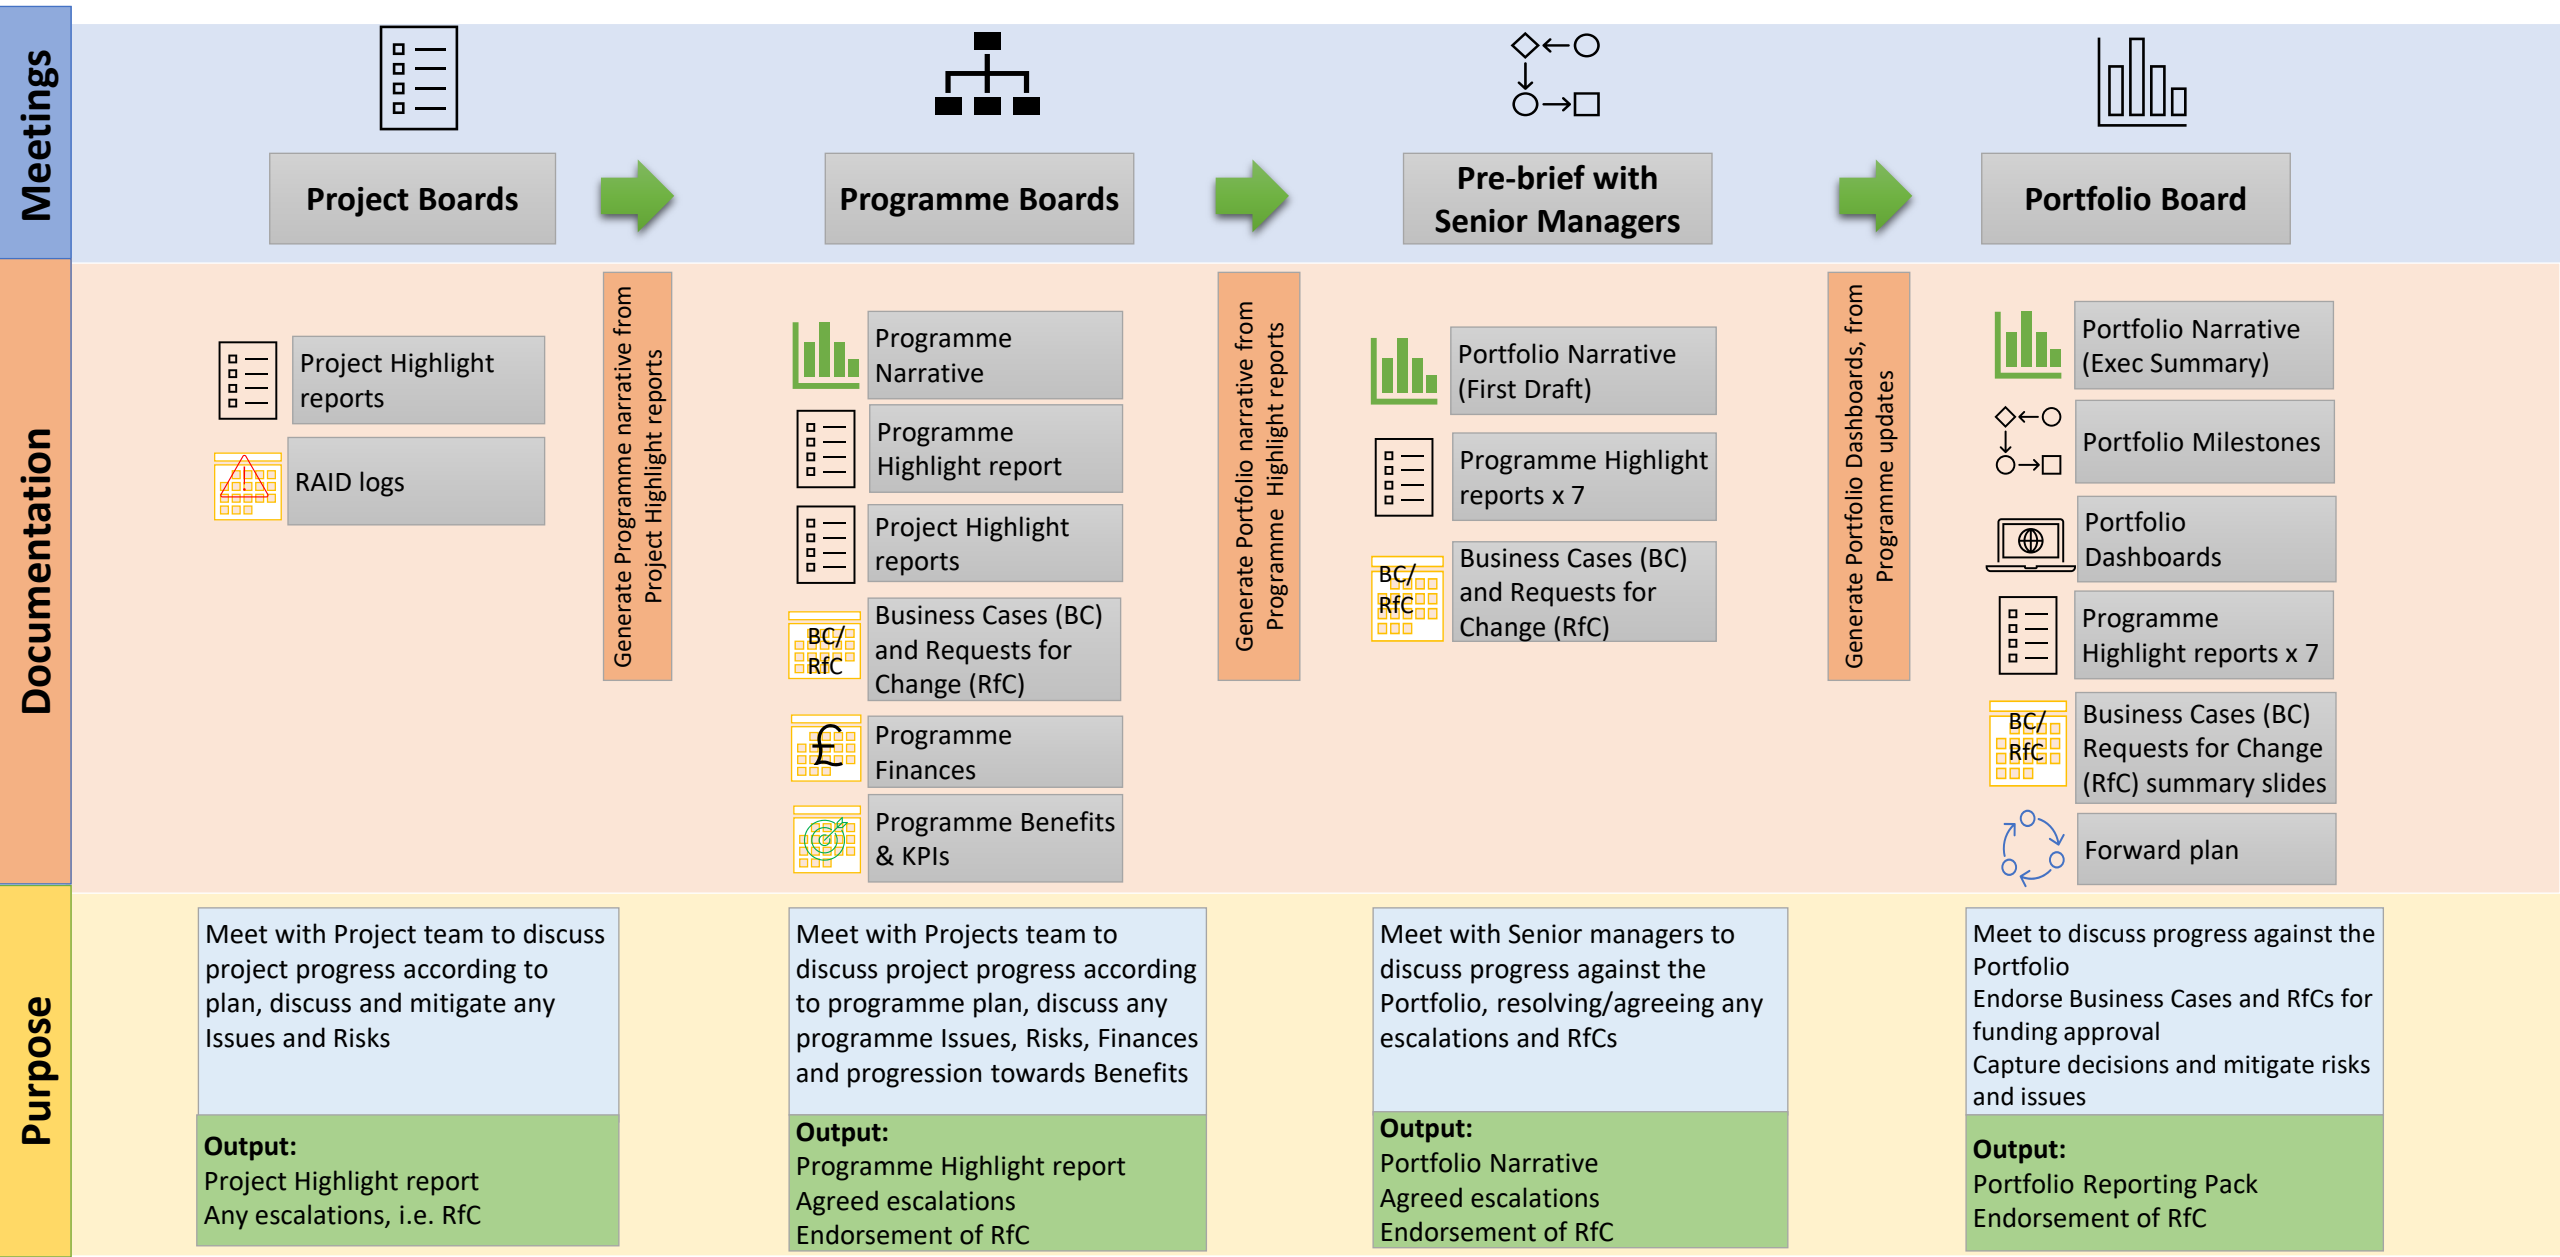 Meetings
Project Boards
Programme Boards
Pre-brief with
Senior Managers
Portfolio Board
Documentation
Project Highlight
reports
RAID logs
Generate Programme narrative from
Project Highlight reports
Programme
Narrative
Programme
Highlight report
Project Highlight
reports
BC/
RfC
Business Cases (BC)
and Requests for
Change (RfC)
£
Programme
Finances
Programme Benefits
& KPIs
Generate Portfolio narrative from
Programme Highlight reports
Portfolio Narrative
(First Draft)
Programme Highlight
reports x 7
BC/
RfC
Business Cases (BC)
and Requests for
Change (RfC)
Generate Portfolio Dashboards, from
Programme updates
Portfolio Narrative
(Exec Summary)
Portfolio Milestones
Portfolio
Dashboards
Programme
Highlight reports x 7
BC/
RfC
Business Cases (BC)
Requests for Change
(RfC) summary slides
Forward plan
Purpose
Meet with Project team to discuss
project progress according to
plan, discuss and mitigate any
Issues and Risks
Output:
Project Highlight report
Any escalations, i.e. RfC
Meet with Projects team to
discuss project progress according
to programme plan, discuss any
programme Issues, Risks, Finances
and progression towards Benefits
Output:
Programme Highlight report
Agreed escalations
Endorsement of RfC
Meet with Senior managers to
discuss progress against the
Portfolio, resolving/agreeing any
escalations and RfCs
Output:
Portfolio Narrative
Agreed escalations
Endorsement of RfC
Meet to discuss progress against the
Portfolio
Endorse Business Cases and RfCs for
funding approval
Capture decisions and mitigate risks
and issues
Output:
Portfolio Reporting Pack
Endorsement of RfC